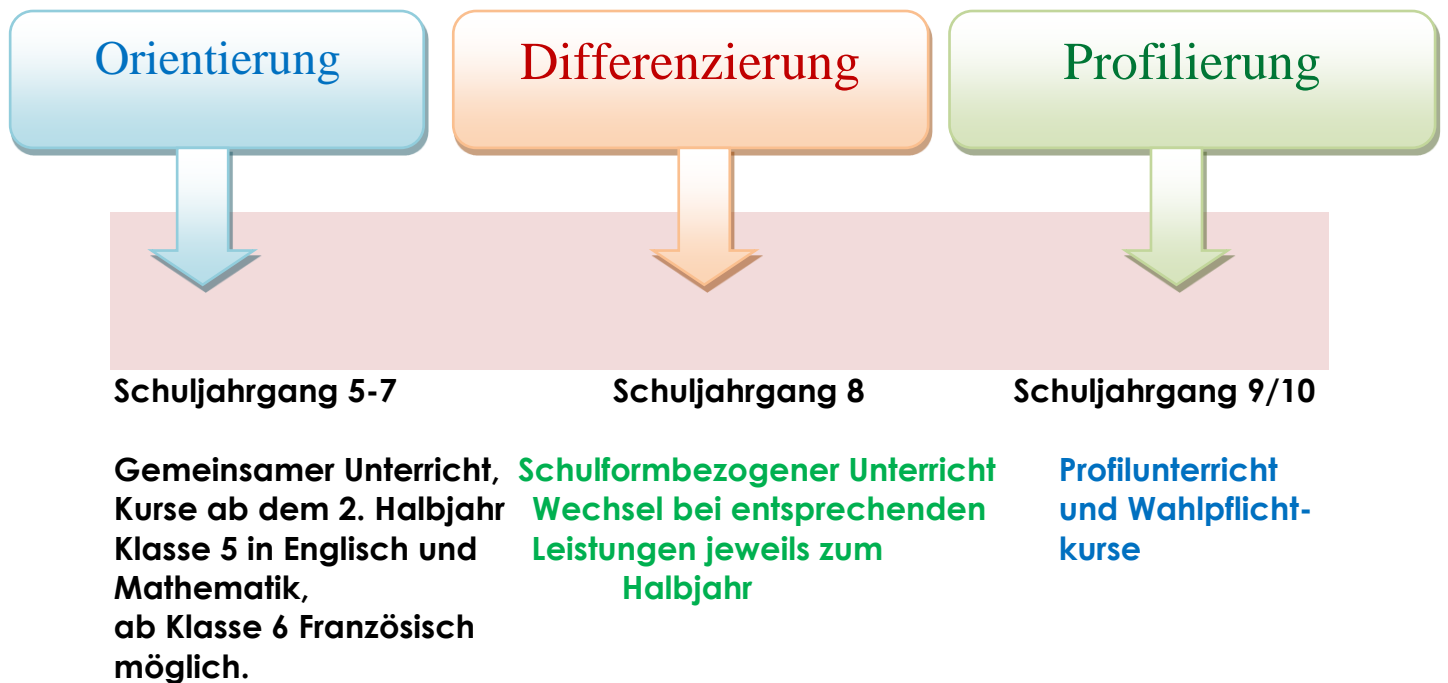 Orientierung
Differenzierung
Profilierung
Schuljahrgang 5-7
Schuljahrgang 8
Schuljahrgang 9/10
Gemeinsamer Unterricht,
Kurse ab dem 2. Halbjahr
Klasse 5 in Englisch und
Mathematik,
ab Klasse 6 Französisch
möglich.
Schulformbezogener Unterricht
Wechsel bei entsprechenden
Leistungen jeweils zum
Halbjahr
Profilunterricht
und Wahlpflicht-
kurse